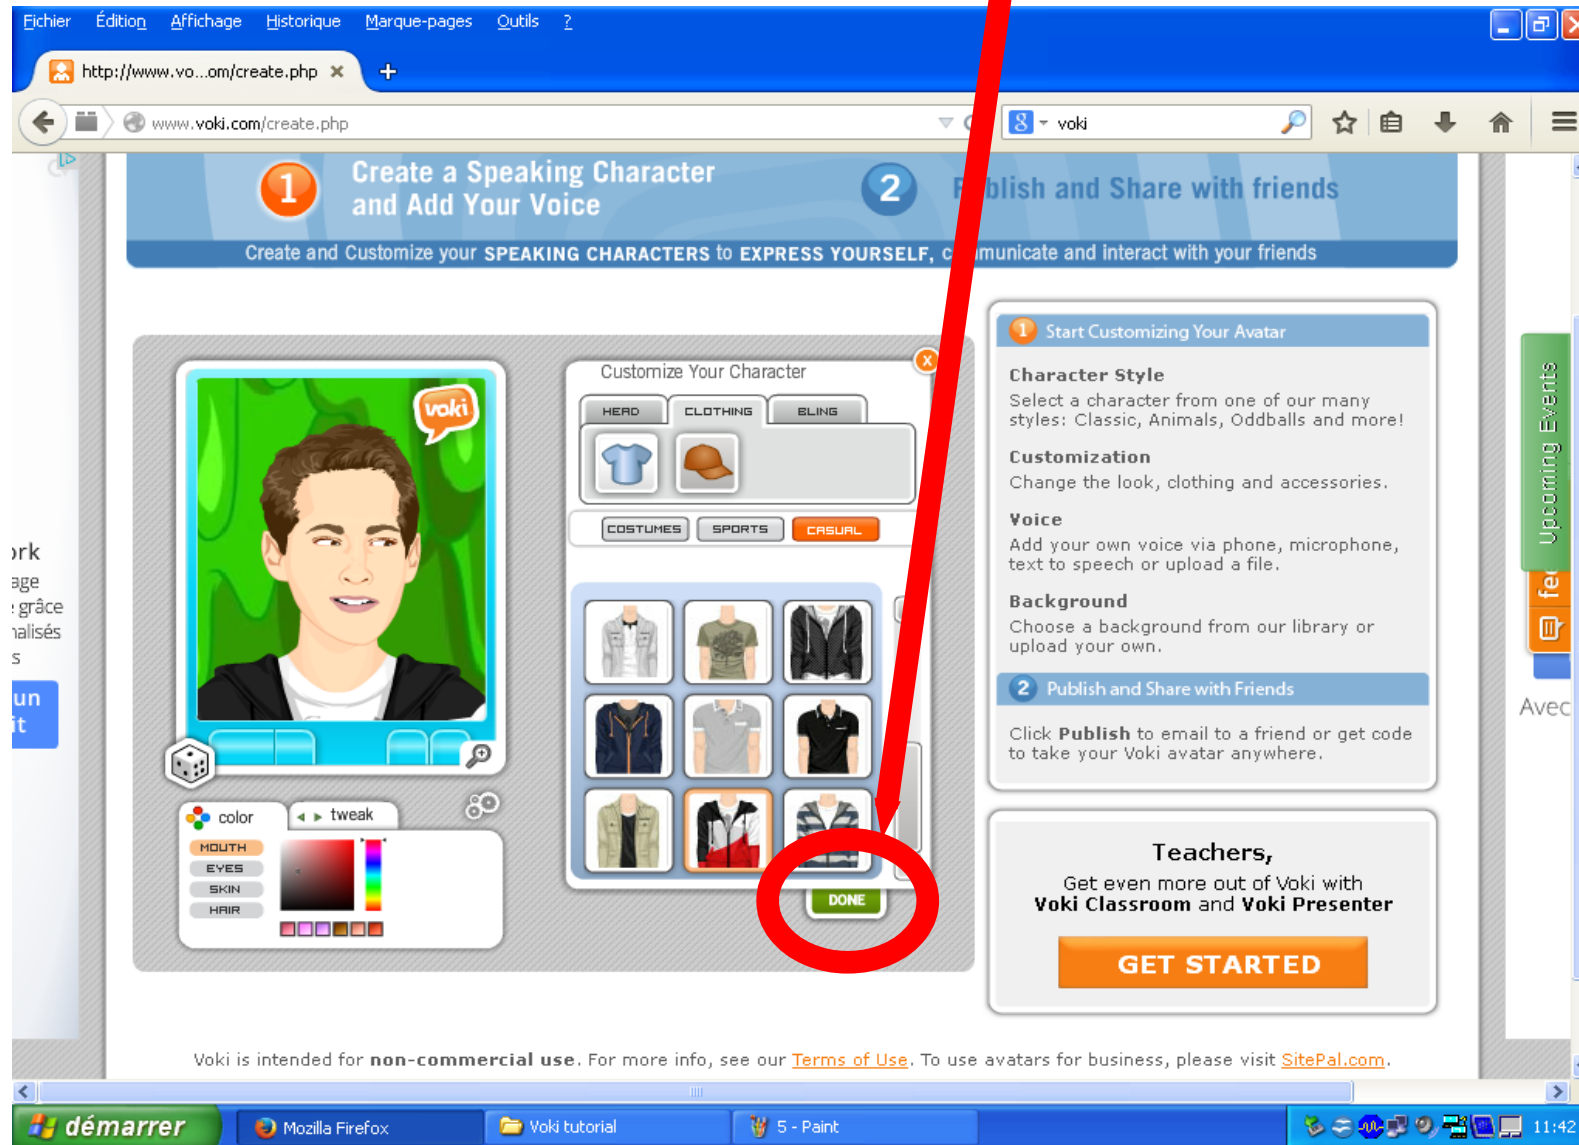 Fichier Édition Affichage Historique Marque-pages Outils ?
http://www.vo...om/create.php
www.voki.com/create.php
voki
1 Create a Speaking Character
and Add Your Voice
2 Publish and Share with friends
Create and Customize your SPEAKING CHARACTERS to EXPRESS YOURSELF, communicate and interact with your friends
voki
Customize Your Character
HEAD CLOTHING BLING
COSTUMES SPORTS CASUAL
DONE
color tweak
MOUTH
EYES
SKIN
HAIR
1 Start Customizing Your Avatar
Character Style
Select a character from one of our many
styles: Classic, Animals, Oddballs and more!
Customization
Change the look, clothing and accessories.
Voice
Add your own voice via phone, microphone,
text to speech or upload a file.
Background
Choose a background from our library or
upload your own.
2 Publish and Share with Friends
Click Publish to email to a friend or get code
to take your Voki avatar anywhere.
Teachers,
Get even more out of Voki with
Voki Classroom and Voki Presenter
GET STARTED
Upcoming Events
grâce
un
it
Avec
Voki is intended for non-commercial use. For more info, see our Terms of Use. To use avatars for business, please visit SitePal.com.
démarrer Mozilla Firefox Voki tutorial 5 - Paint 11:42